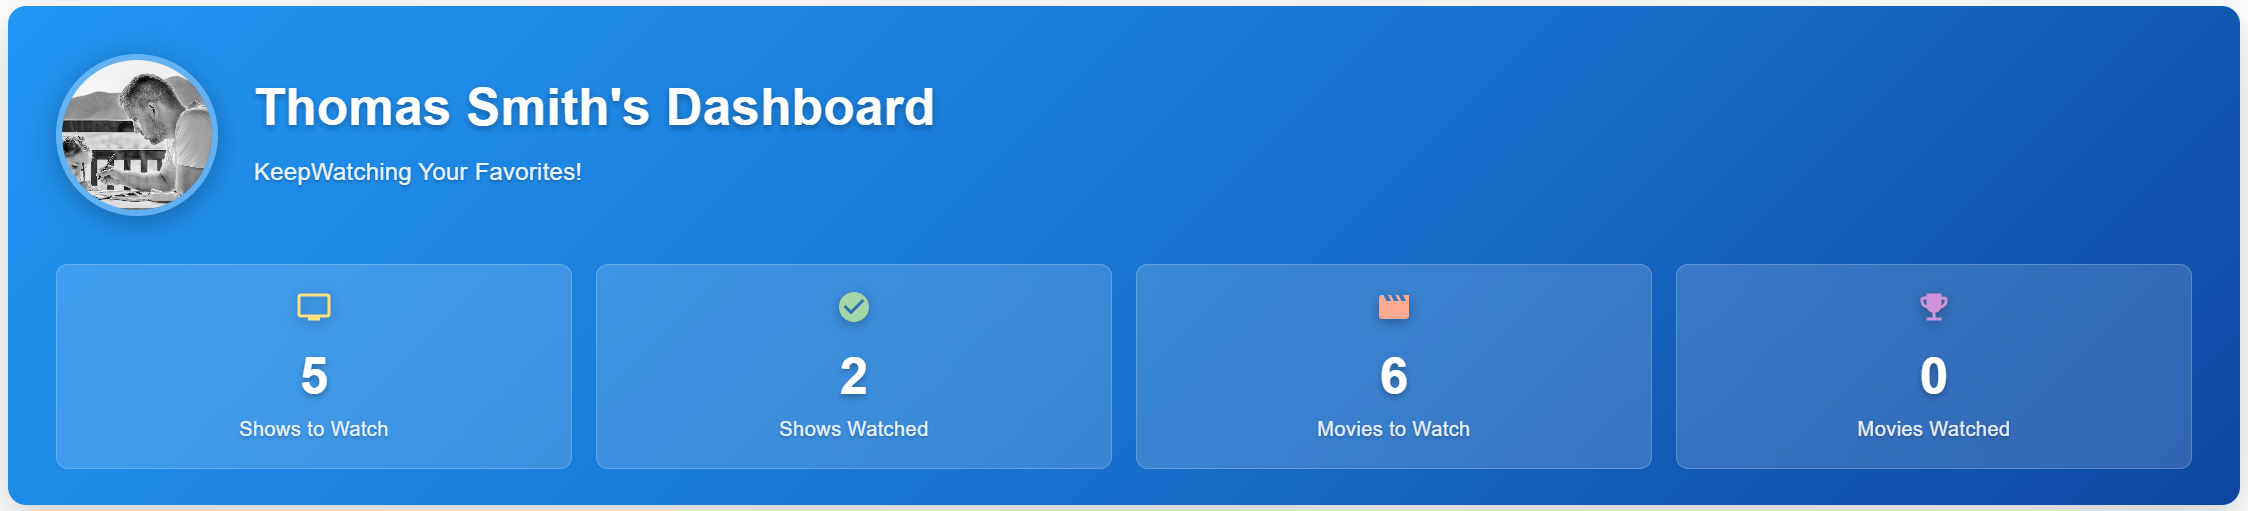 Thomas Smith's Dashboard
KeepWatching Your Favorites!
5
Shows to Watch
2
Shows Watched
6
Movies to Watch
0
Movies Watched